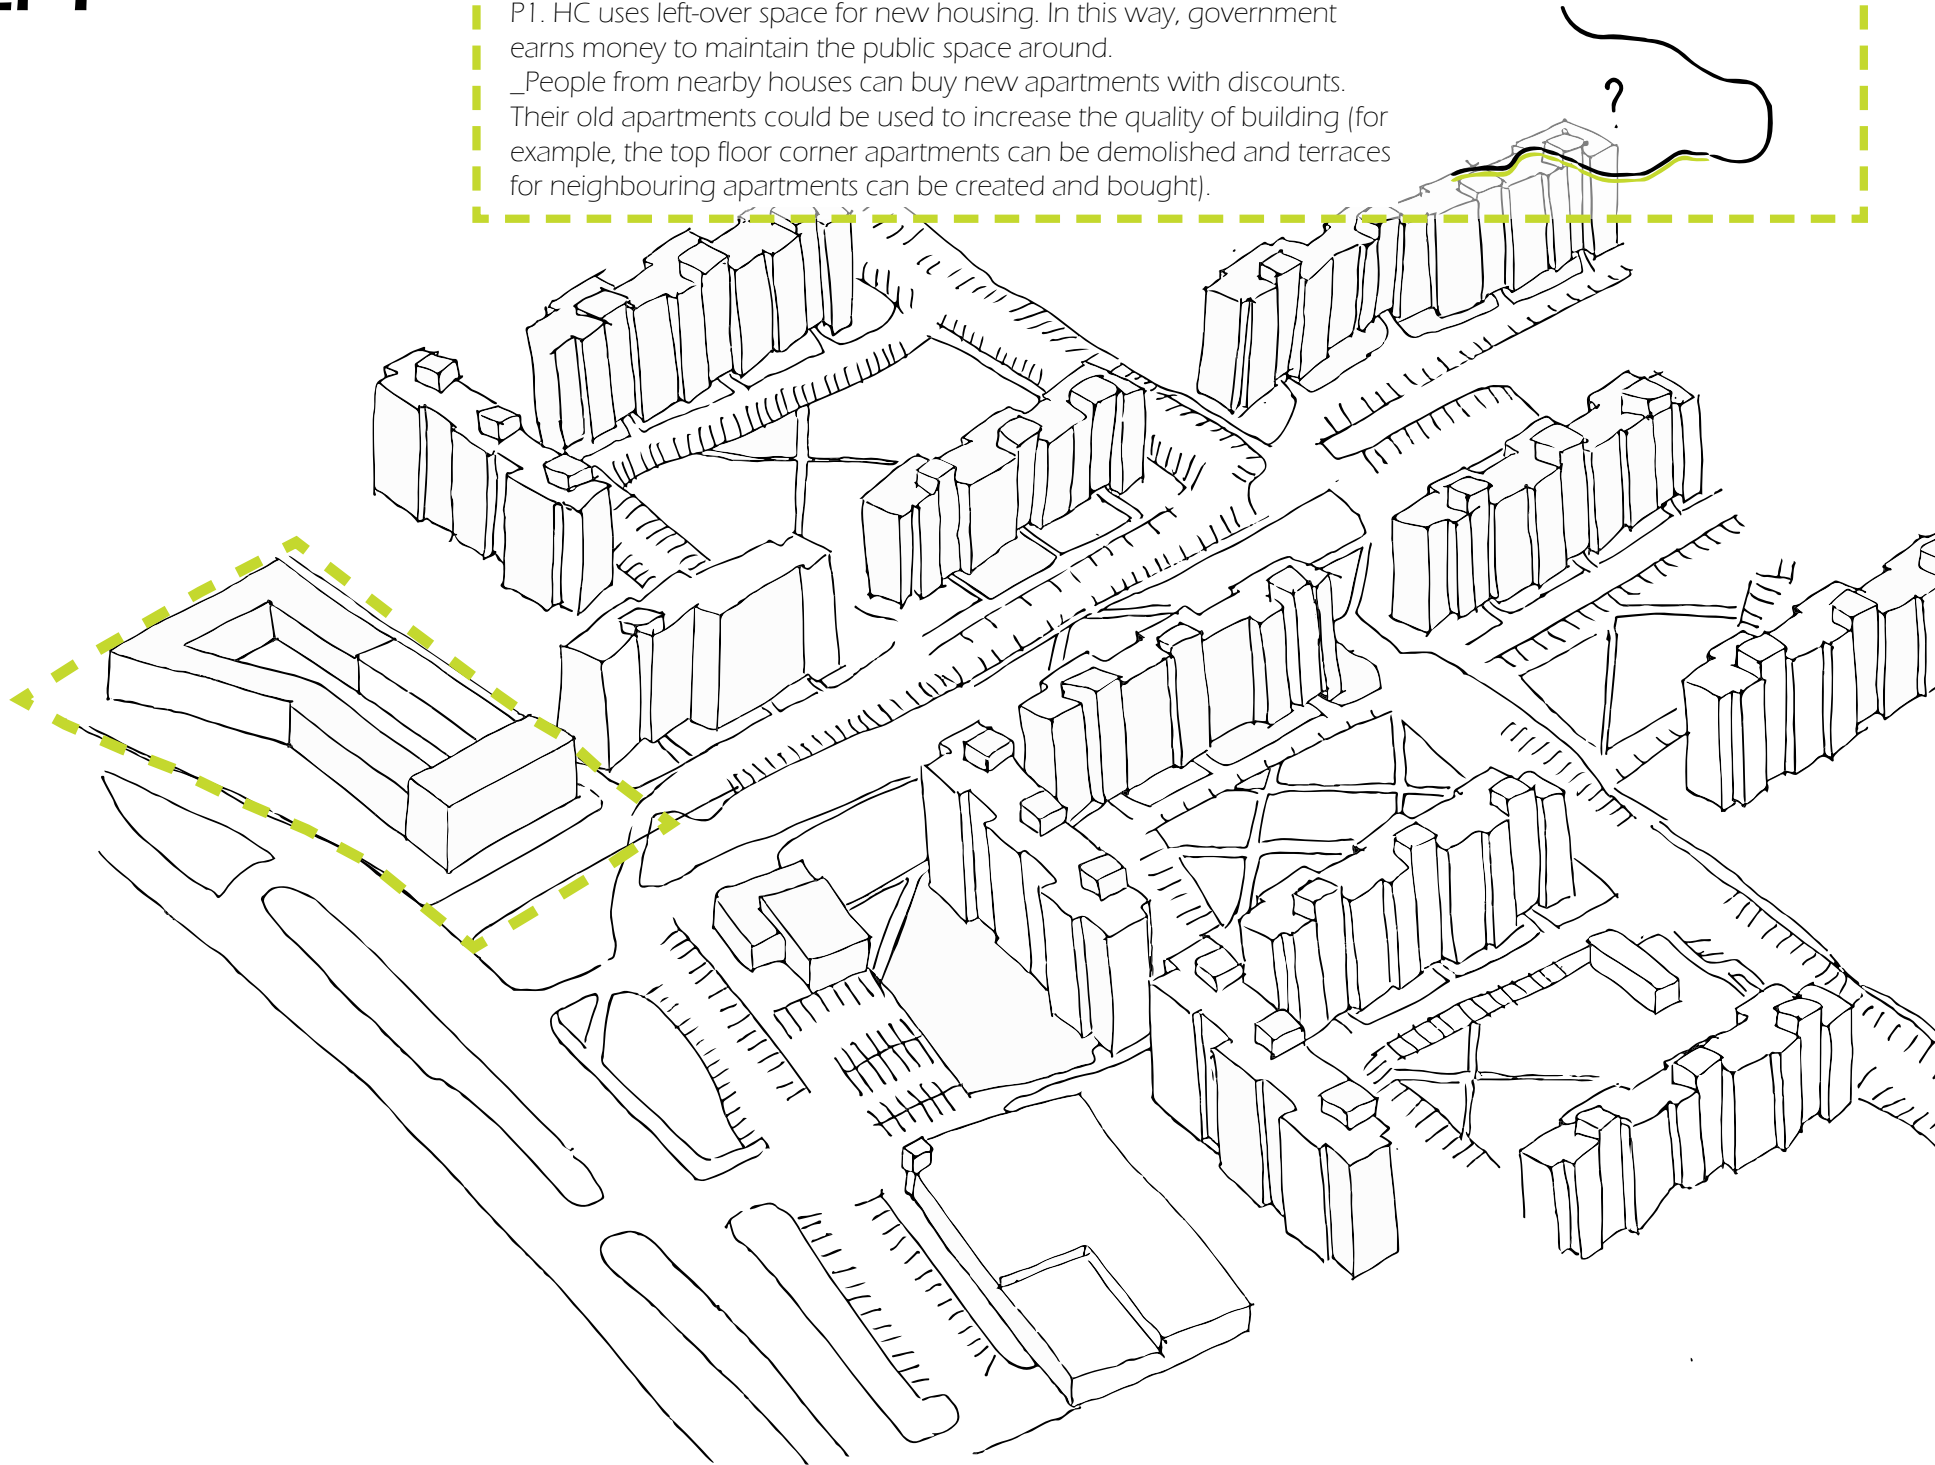 P1. HC uses left-over space for new housing. In this way, government
earns money to maintain the public space around.
_People from nearby houses can buy new apartments with discounts.
Their old apartments could be used to increase the quality of building (for
example, the top floor corner apartments can be demolished and terraces
for neighbouring apartments can be created and bought).
?